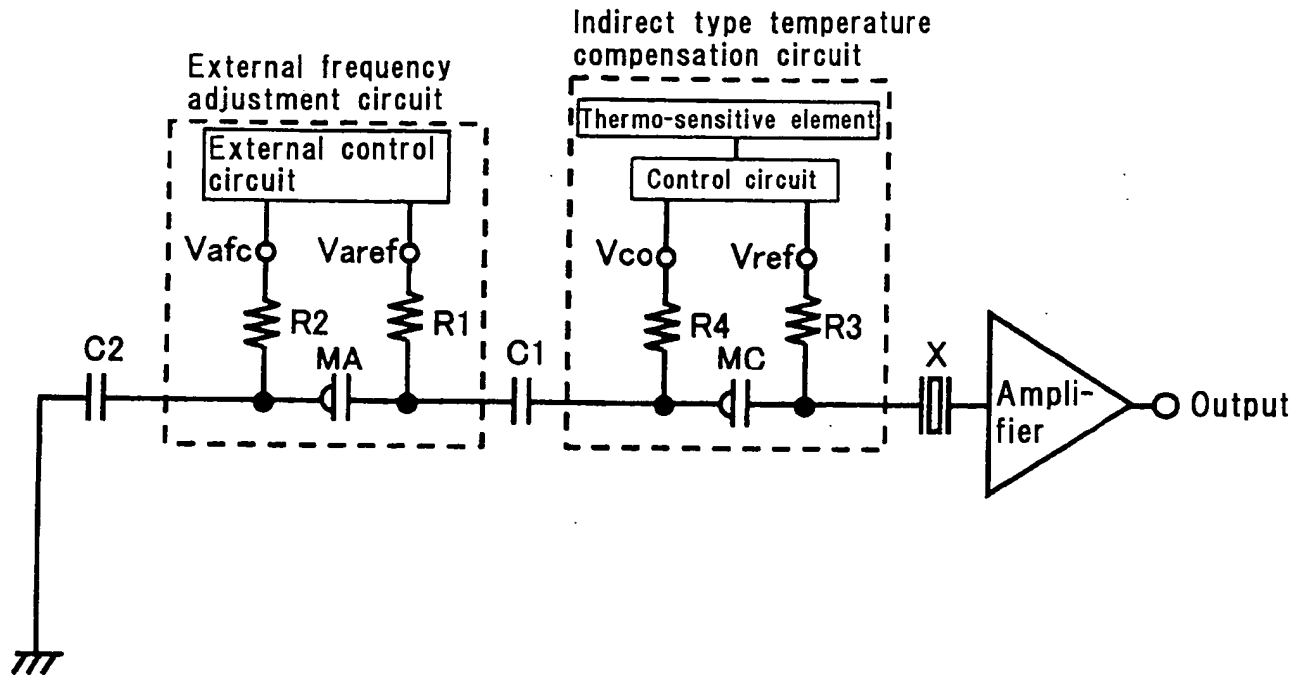 Indirect type temperature
compensation circuit
External frequency
adjustment circuit
Thermo-sensitive element
External control
circuit
Control circuit
Vafc
Varef
Vco
Vref
R2
R1
R4
R3
C2
MA
C1
MC
X
Ampli-
fier
Output